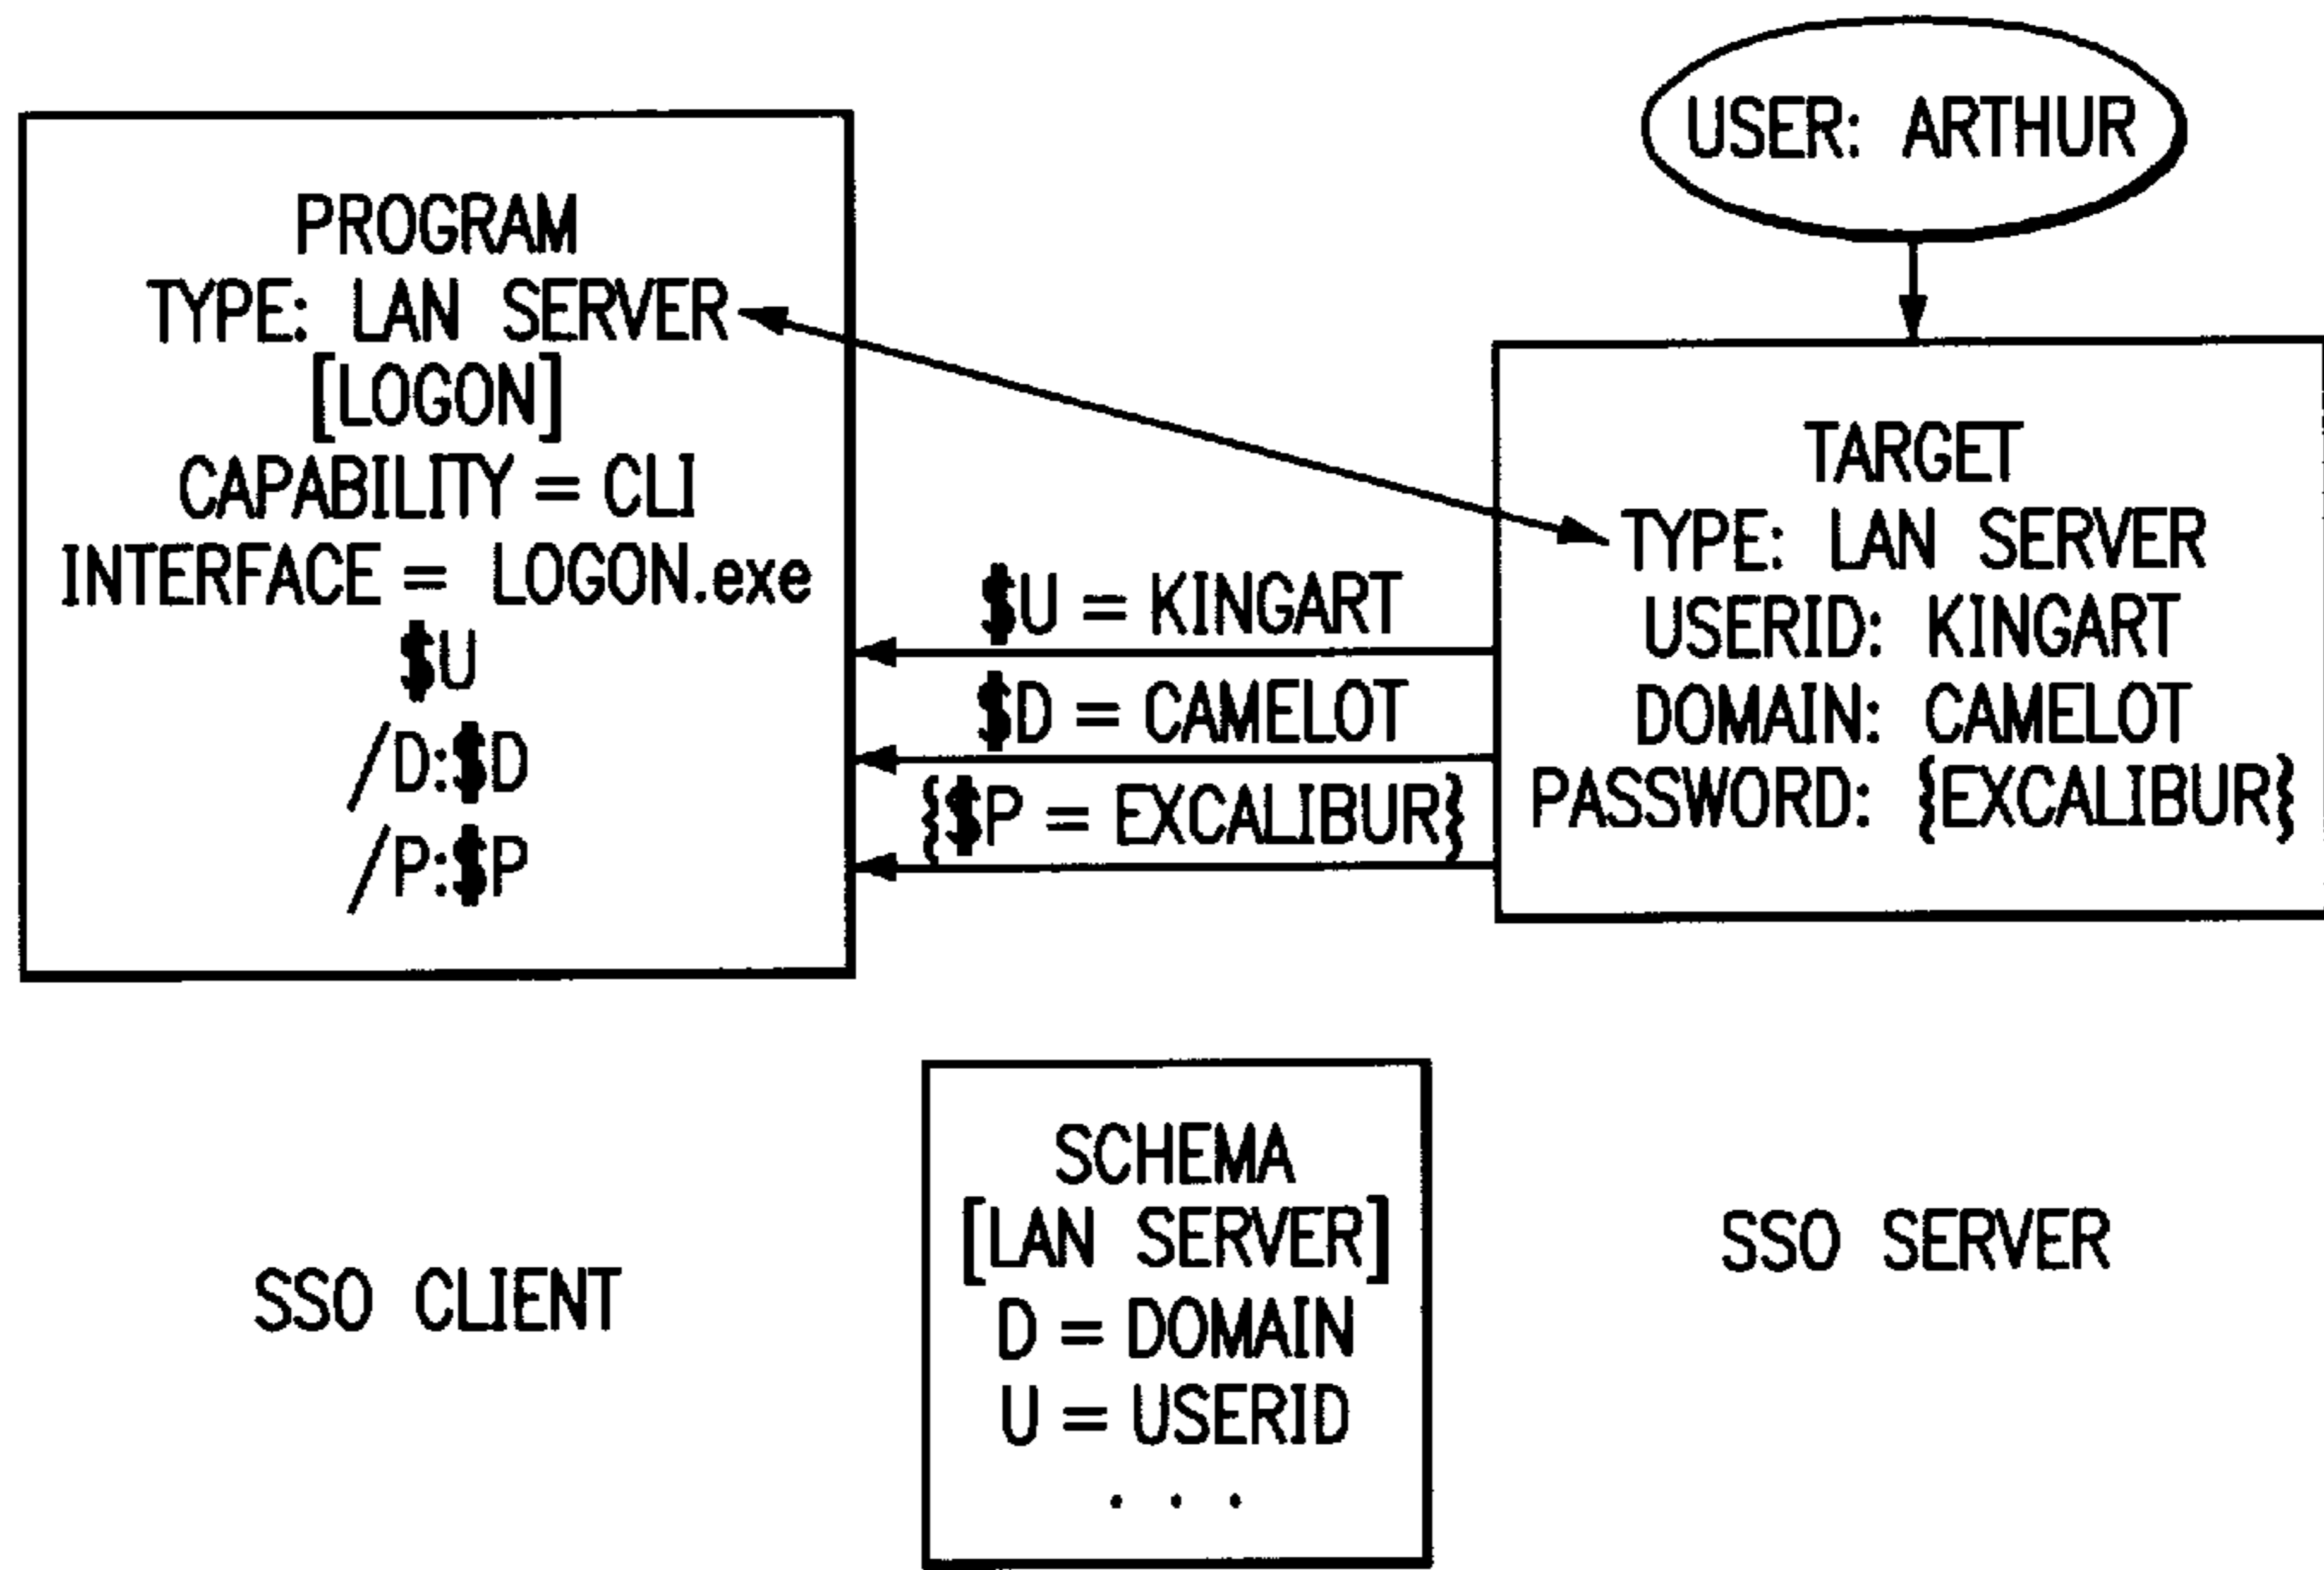 USER: ARTHUR
PROGRAM
TYPE: LAN SERVER
[LOGON]
CAPABILITY = CLI
INTERFACE = LOGON.exe
$U
/D:$D
/P:$P
$U = KINGART
$D = CAMELOT
{$P = EXCALIBUR}
TARGET
TYPE: LAN SERVER
USERID: KINGART
DOMAIN: CAMELOT
PASSWORD: {EXCALIBUR}
SSO CLIENT
SCHEMA
[LAN SERVER]
D = DOMAIN
U = USERID
. . .
SSO SERVER